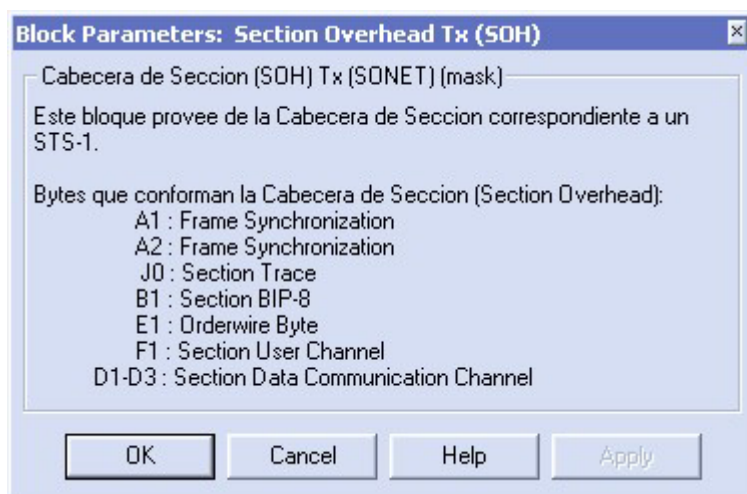 Block Parameters: Section Overhead Tx (SOH)
Cabecera de Seccion (SOH) Tx (SONET) (mask)
Este bloque provee de la Cabecera de Seccion correspondiente a un
STS-1.
Bytes que conforman la Cabecera de Seccion (Section Overhead):
A1 : Frame Synchronization
A2 : Frame Synchronization
J0 : Section Trace
B1 : Section BIP-8
E1 : Orderwire Byte
F1 : Section User Channel
D1-D3 : Section Data Communication Channel
OK Cancel Help Apply